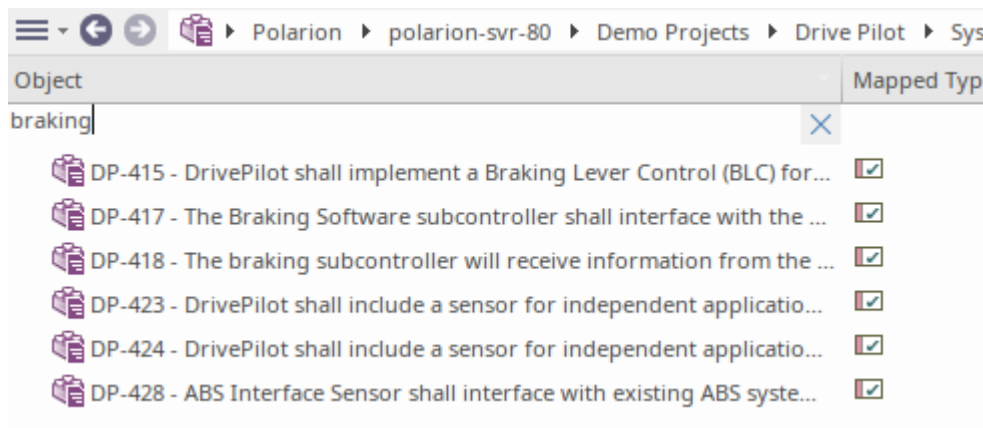 Polarion polarion-svr-80 Demo Projects Drive Pilot Sys
Object Mapped Typ
braking
DP-415 - DrivePilot shall implement a Braking Lever Control (BLC) for...
DP-417 - The Braking Software subcontroller shall interface with the ...
DP-418 - The braking subcontroller will receive information from the ...
DP-423 - DrivePilot shall include a sensor for independent applicatio...
DP-424 - DrivePilot shall include a sensor for independent applicatio...
DP-428 - ABS Interface Sensor shall interface with existing ABS syste...